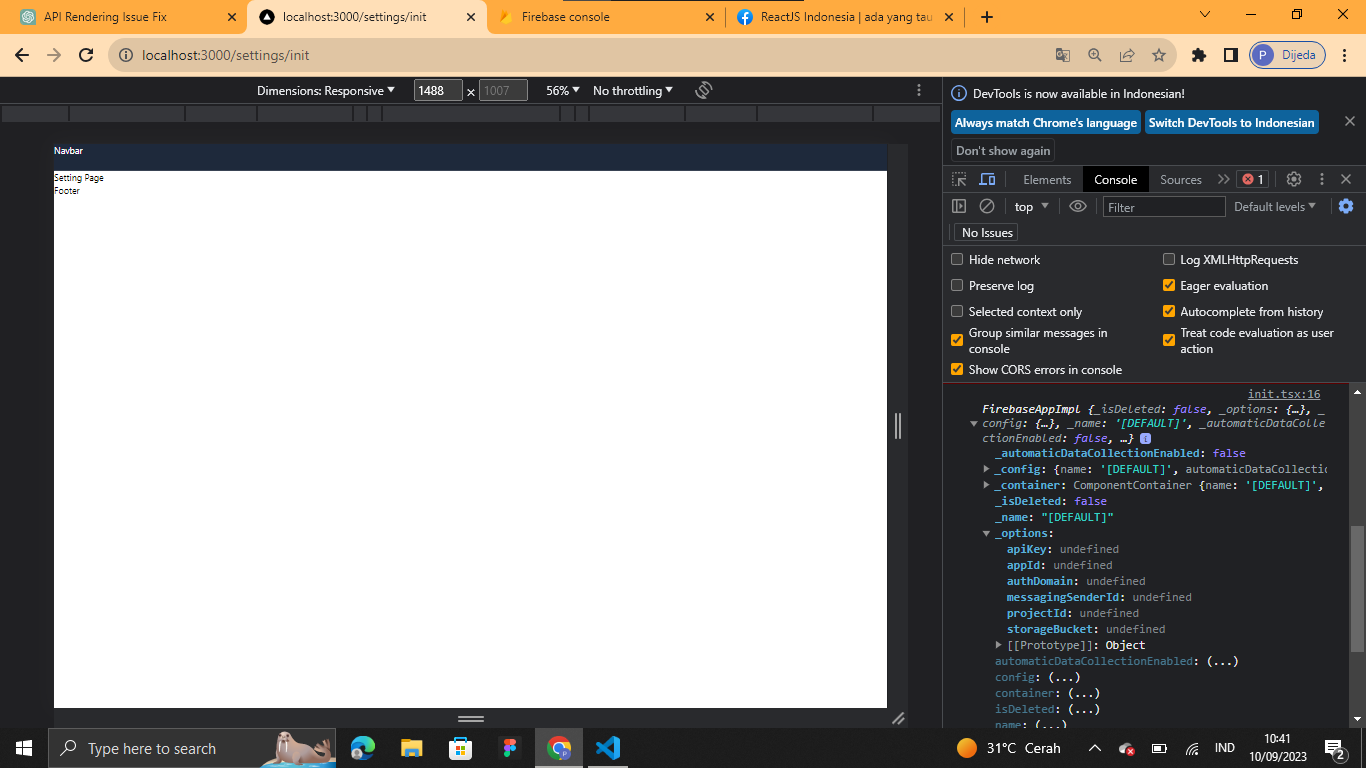 API Rendering Issue Fix
localhost:3000/settings/init
Firebase console
ReactJS Indonesia | ada yang tau
localhost:3000/settings/init
P Dijeda
Dimensions: Responsive 1488 × 1007 56% No throttling
Navbar
Setting Page
Footer
DevTools is now available in Indonesian!
Always match Chrome's language Switch DevTools to Indonesian
Don't show again
Elements Console Sources 1
top Filter Default levels
No Issues
Hide network Log XMLHttpRequests
Preserve log Eager evaluation
Selected context only Autocomplete from history
Group similar messages in console Treat code evaluation as user action
Show CORS errors in console
init.tsx:16
FirebaseAppImpl {_isDeleted: false, _options: {…}, _
config: {…}, _name: '[DEFAULT]', _automaticDataColle
ctionEnabled: false, …} i
_automaticDataCollectionEnabled: false
_config: {name: '[DEFAULT]', automaticDataCollectic
_container: ComponentContainer {name: '[DEFAULT]',
_isDeleted: false
_name: "[DEFAULT]"
_options:
apiKey: undefined
appId: undefined
authDomain: undefined
messagingSenderId: undefined
projectId: undefined
storageBucket: undefined
[[Prototype]]: Object
automaticDataCollectionEnabled: (...)
config: (...)
container: (...)
isDeleted: (...)
name: (...)
Type here to search
31°C Cerah
IND
10:41
10/09/2023
2